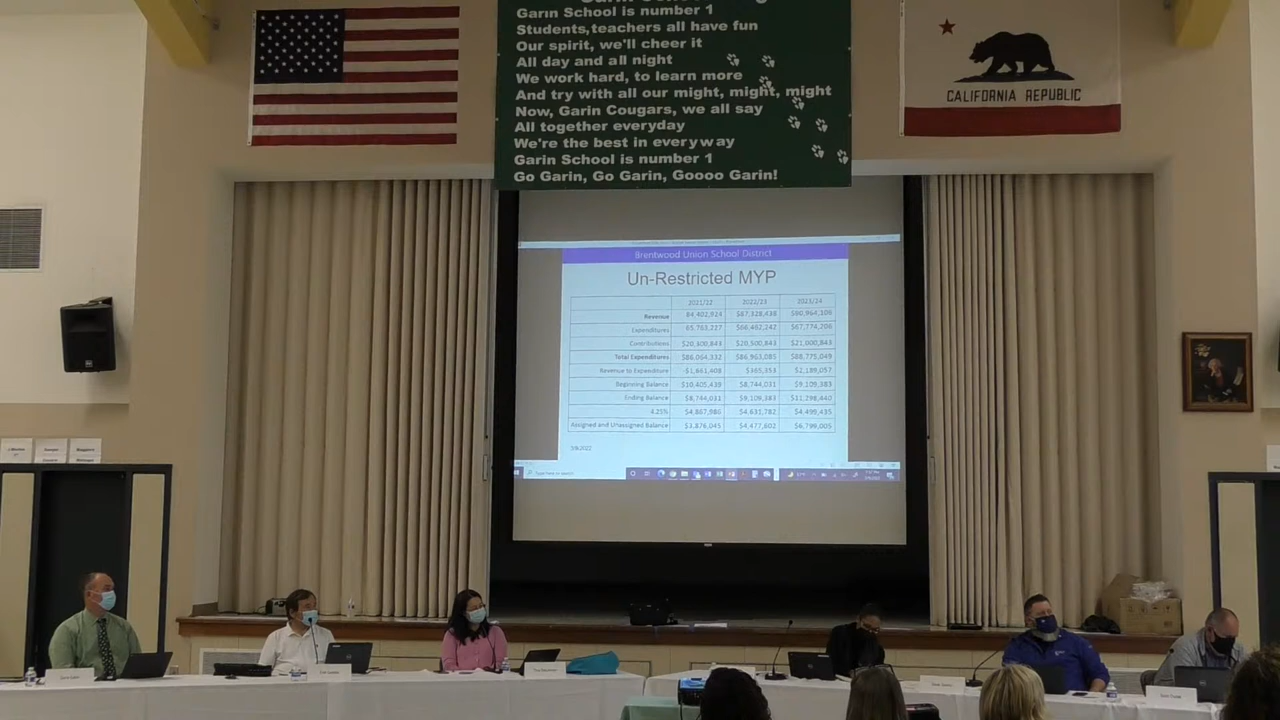 Garin School is number 1
Students,teachers all have fun
Our spirit, we'll cheer it
All day and all night
We work hard, to learn more
And try with all our might, might, might
Now, Garin Cougars, we all say
All together everyday
We're the best in everyway
Garin School is number 1
Go Garin, Go Garin, Goooo Garin!
CALIFORNIA REPUBLIC
Brentwood Union School District
Un-Restricted MYP
2021/22 2022/23 2023/24
Revenue 84,402,924 $87,328,438 $90,964,106
Expenditures 65,763,227 $66,462,242 $67,774,206
Contributions $20,300,843 $20,500,843 $21,000,843
Total Expenditures $86,064,332 $86,963,085 $88,775,049
Revenue to Expenditure $1,661,408 $365,353 $2,189,057
Beginning Balance $10,405,439 $8,744,031 $9,109,383
Ending Balance $8,744,031 $9,109,383 $11,298,440
4.25% $4,867,986 $4,631,782 $4,499,435
Assigned and Unassigned Balance $3,876,045 $4,477,602 $6,799,005
Type here to search